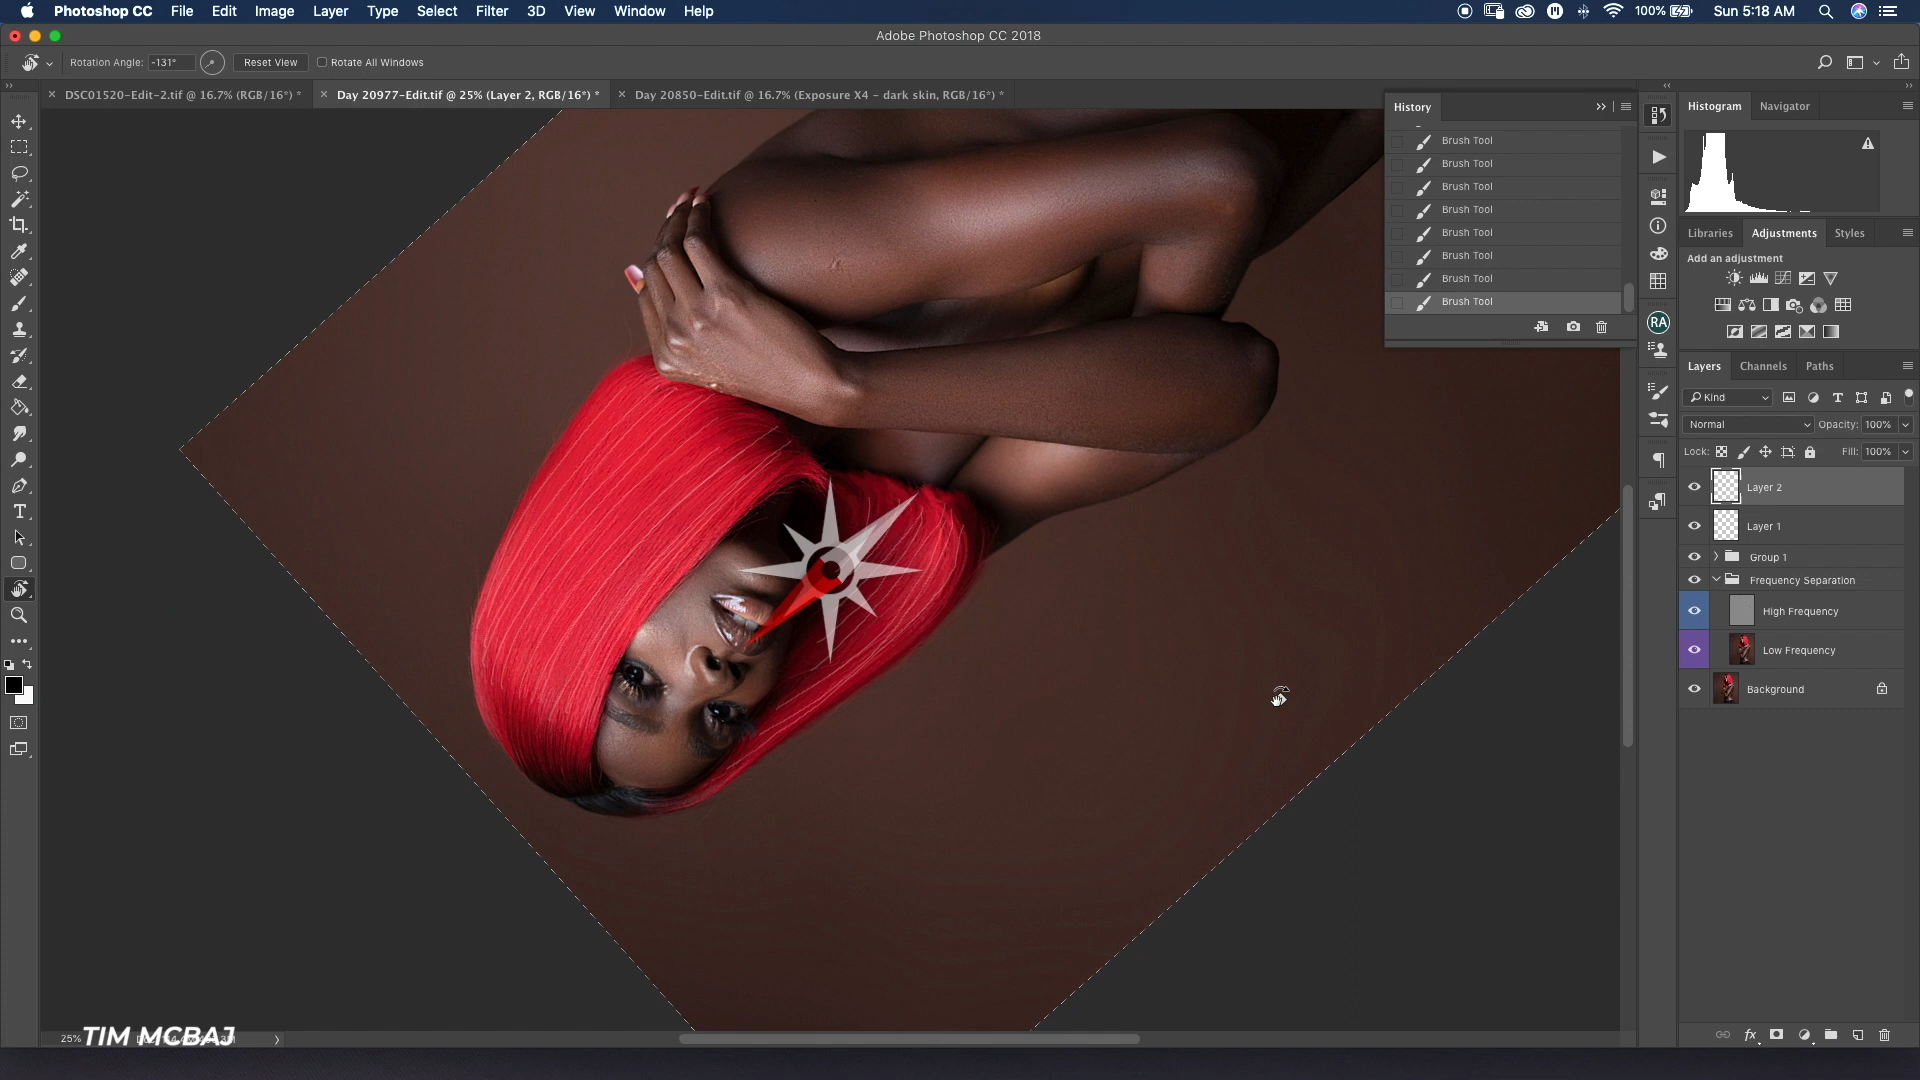 Photoshop CC File Edit Image Layer Type Select Filter 3D View Window Help 100% Sun 5:18 AM
Adobe Photoshop CC 2018
Rotation Angle: -131° Reset View Rotate All Windows
DSC01520-Edit-2.tif @ 16.7% (RGB/16*) * Day 20977-Edit.tif @ 25% (Layer 2, RGB/16*) * Day 20850-Edit.tif @ 16.7% (Exposure X4 - dark skin, RGB/16*) *
History
Brush Tool
Brush Tool
Brush Tool
Brush Tool
Brush Tool
Brush Tool
Brush Tool
Brush Tool
Histogram Navigator
Libraries Adjustments Styles
Add an adjustment
RA
Layers Channels Paths
Kind
Normal Opacity: 100%
Lock: Fill: 100%
Layer 2
Layer 1
Group 1
Frequency Separation
High Frequency
Low Frequency
Background
fx
25%
TIM MCBAJ